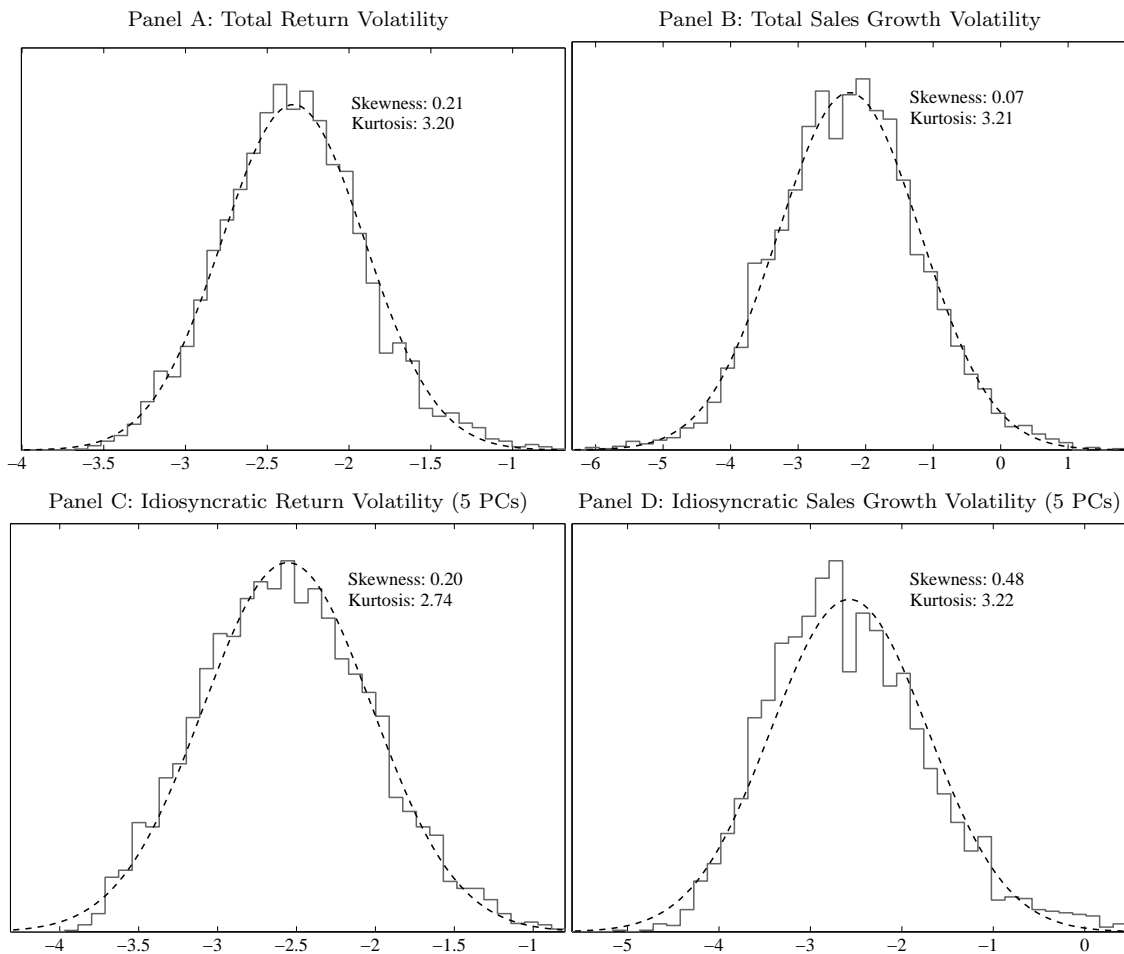 Panel A: Total Return Volatility
Skewness: 0.21
Kurtosis: 3.20
−4 −3.5 −3 −2.5 −2 −1.5 −1
Panel B: Total Sales Growth Volatility
Skewness: 0.07
Kurtosis: 3.21
−6 −5 −4 −3 −2 −1 0 1
Panel C: Idiosyncratic Return Volatility (5 PCs)
Skewness: 0.20
Kurtosis: 2.74
−4 −3.5 −3 −2.5 −2 −1.5 −1
Panel D: Idiosyncratic Sales Growth Volatility (5 PCs)
Skewness: 0.48
Kurtosis: 3.22
−5 −4 −3 −2 −1 0